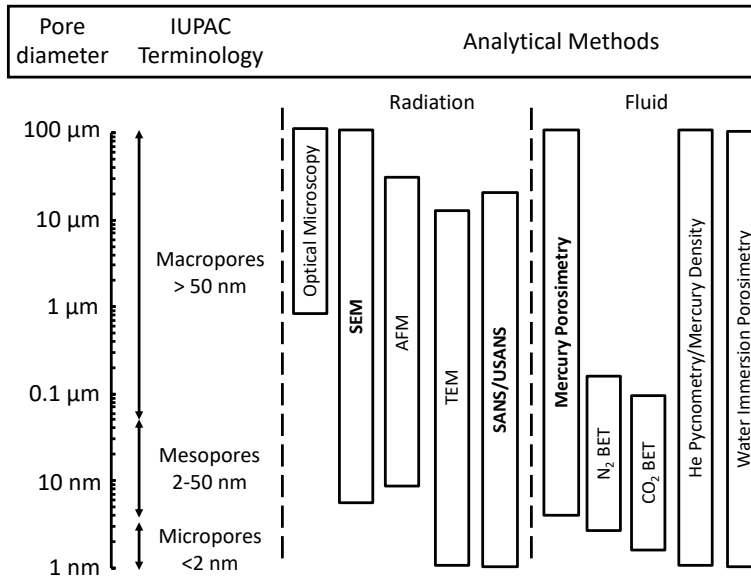 Pore
diameter
IUPAC
Terminology
Analytical Methods
Radiation
Fluid
100 µm
10 µm
1 µm
0.1 µm
10 nm
1 nm
Macropores
> 50 nm
Mesopores
2-50 nm
Micropores
<2 nm
Optical Microscopy
SEM
AFM
TEM
SANS/USANS
Mercury Porosimetry
N₂ BET
CO₂ BET
He Pycnometry/Mercury Density
Water Immersion Porosimetry